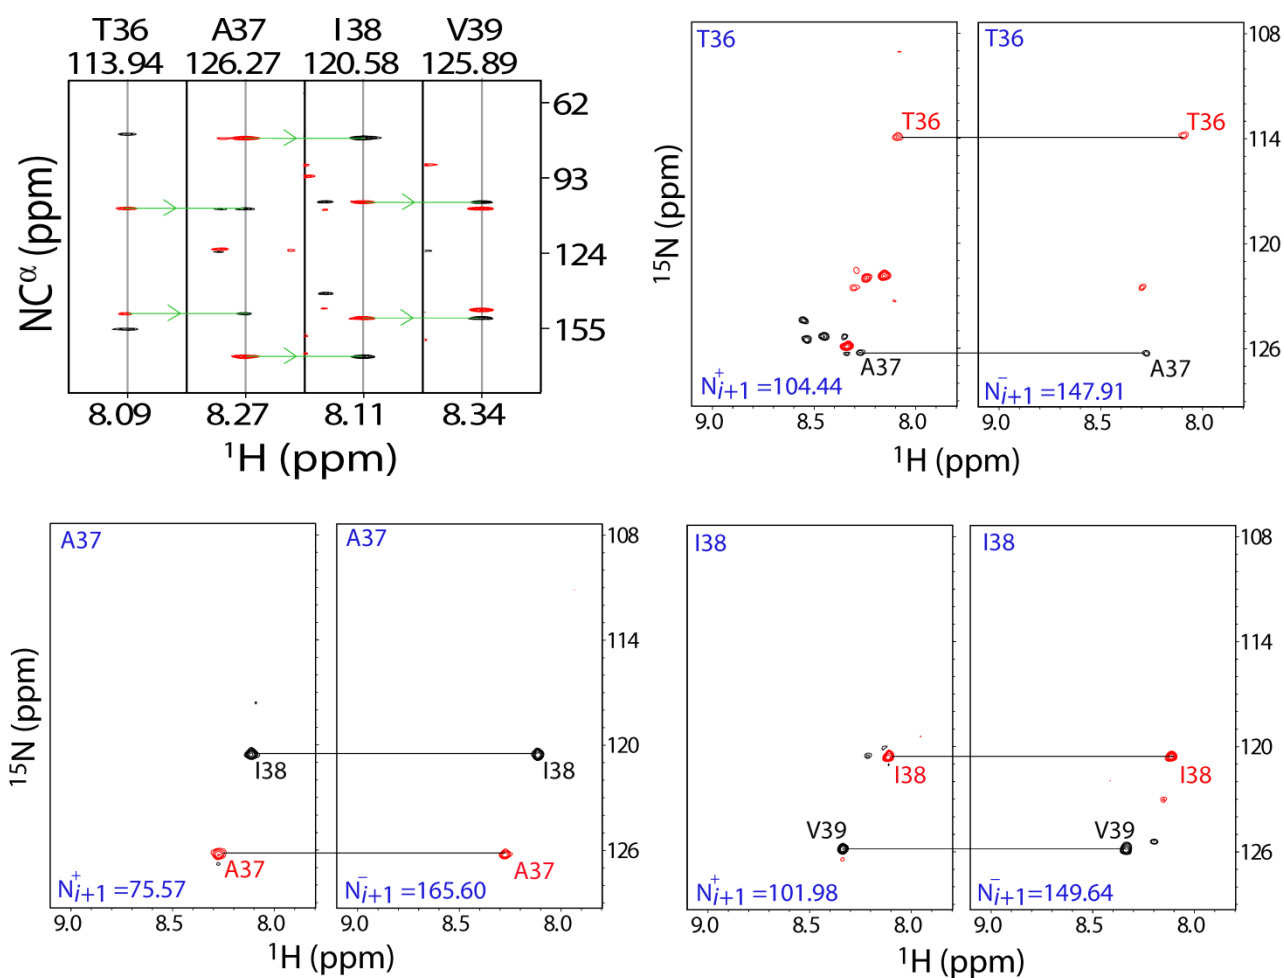 T36 A37 I38 V39
113.94 126.27 120.58 125.89
62
93
124
155
NCα (ppm)
8.09 8.27 8.11 8.34
1H (ppm)
T36 T36
108
T36 T36
114
120
126
A37 A37
15N (ppm)
N+i+1 =104.44 N-i+1 =147.91
9.0 8.5 8.0 9.0 8.5 8.0
1H (ppm)
A37 A37
108
114
120
I38 I38
126
A37 A37
15N (ppm)
N+i+1 =75.57 N-i+1 =165.60
9.0 8.5 8.0 9.0 8.5 8.0
1H (ppm)
I38 I38
108
114
120
I38 I38
V39 V39
126
N+i+1 =101.98 N-i+1 =149.64
9.0 8.5 8.0 9.0 8.5 8.0
1H (ppm)